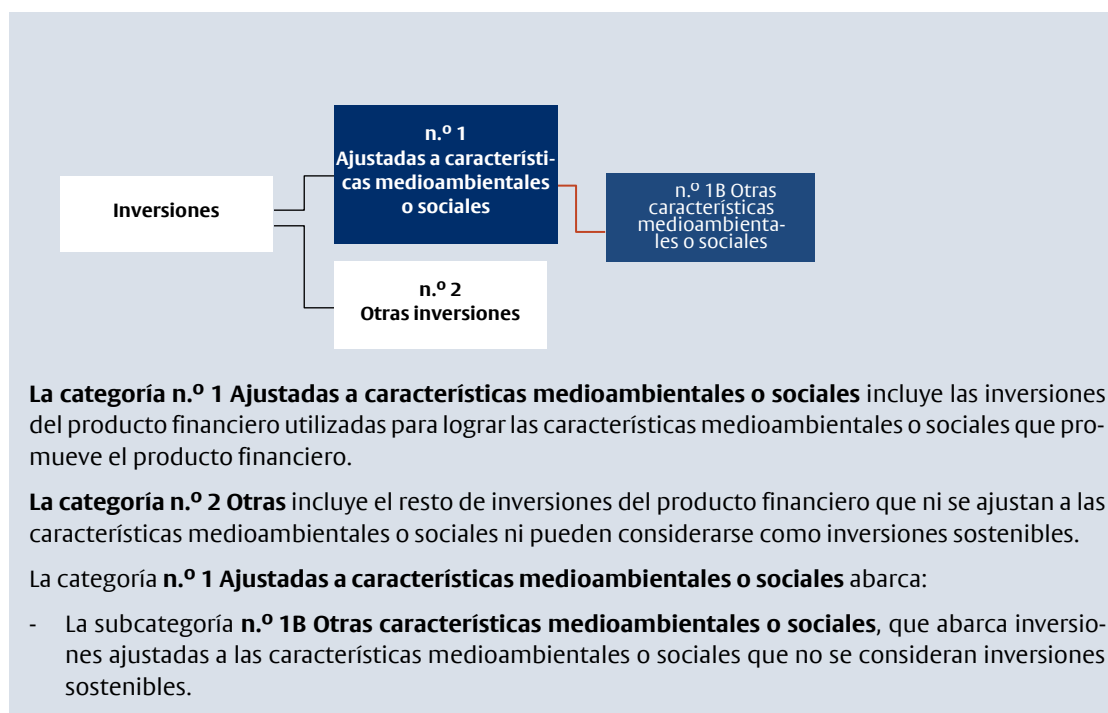 n.º 1
Ajustadas a característi-
cas medioambientales
o sociales
Inversiones
n.º 1B Otras
características
medioambienta-
les o sociales
n.º 2
Otras inversiones
La categoría n.º 1 Ajustadas a características medioambientales o sociales incluye las inversiones
del producto financiero utilizadas para lograr las características medioambientales o sociales que pro-
mueve el producto financiero.
La categoría n.º 2 Otras incluye el resto de inversiones del producto financiero que ni se ajustan a las
características medioambientales o sociales ni pueden considerarse como inversiones sostenibles.
La categoría n.º 1 Ajustadas a características medioambientales o sociales abarca:
- La subcategoría n.º 1B Otras características medioambientales o sociales, que abarca inversio-
nes ajustadas a las características medioambientales o sociales que no se consideran inversiones
sostenibles.